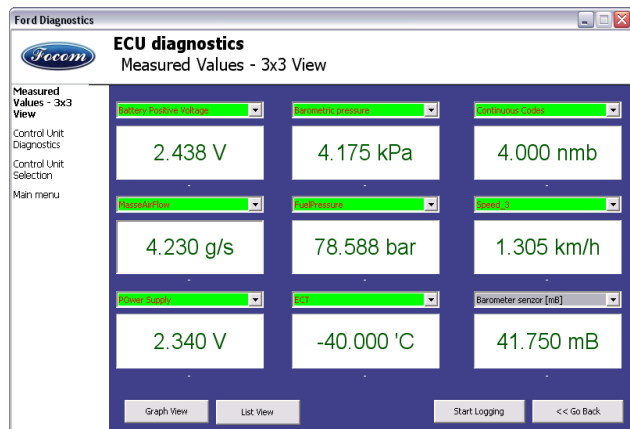 Ford Diagnostics
Focom
ECU diagnostics
Measured Values - 3x3 View
Measured
Values - 3x3
View
Control Unit
Diagnostics
Control Unit
Selection
Main menu
Battery Positive Voltage
Barometric pressure
Continuous Codes
2.438 V
4.175 kPa
4.000 nmb
-
-
MasseAirFlow
FuelPressure
Speed_3
4.230 g/s
78.588 bar
1.305 km/h
-
-
-
POwer Supply
ECT
Barometer senzor [mB]
2.340 V
-40.000 'C
41.750 mB
-
-
-
Graph View
List View
Start Logging
<< Go Back